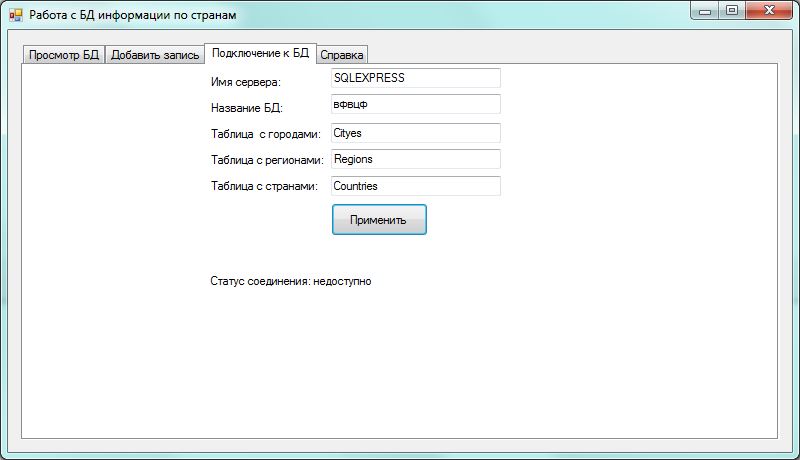 Работа с БД информации по странам
Просмотр БД Добавить запись Подключение к БД Справка
Имя сервера: SQLEXPRESS
Название БД: вфвцф
Таблица с городами: Cityes
Таблица с регионами: Regions
Таблица с странами: Countries
Применить
Статус соединения: недоступно